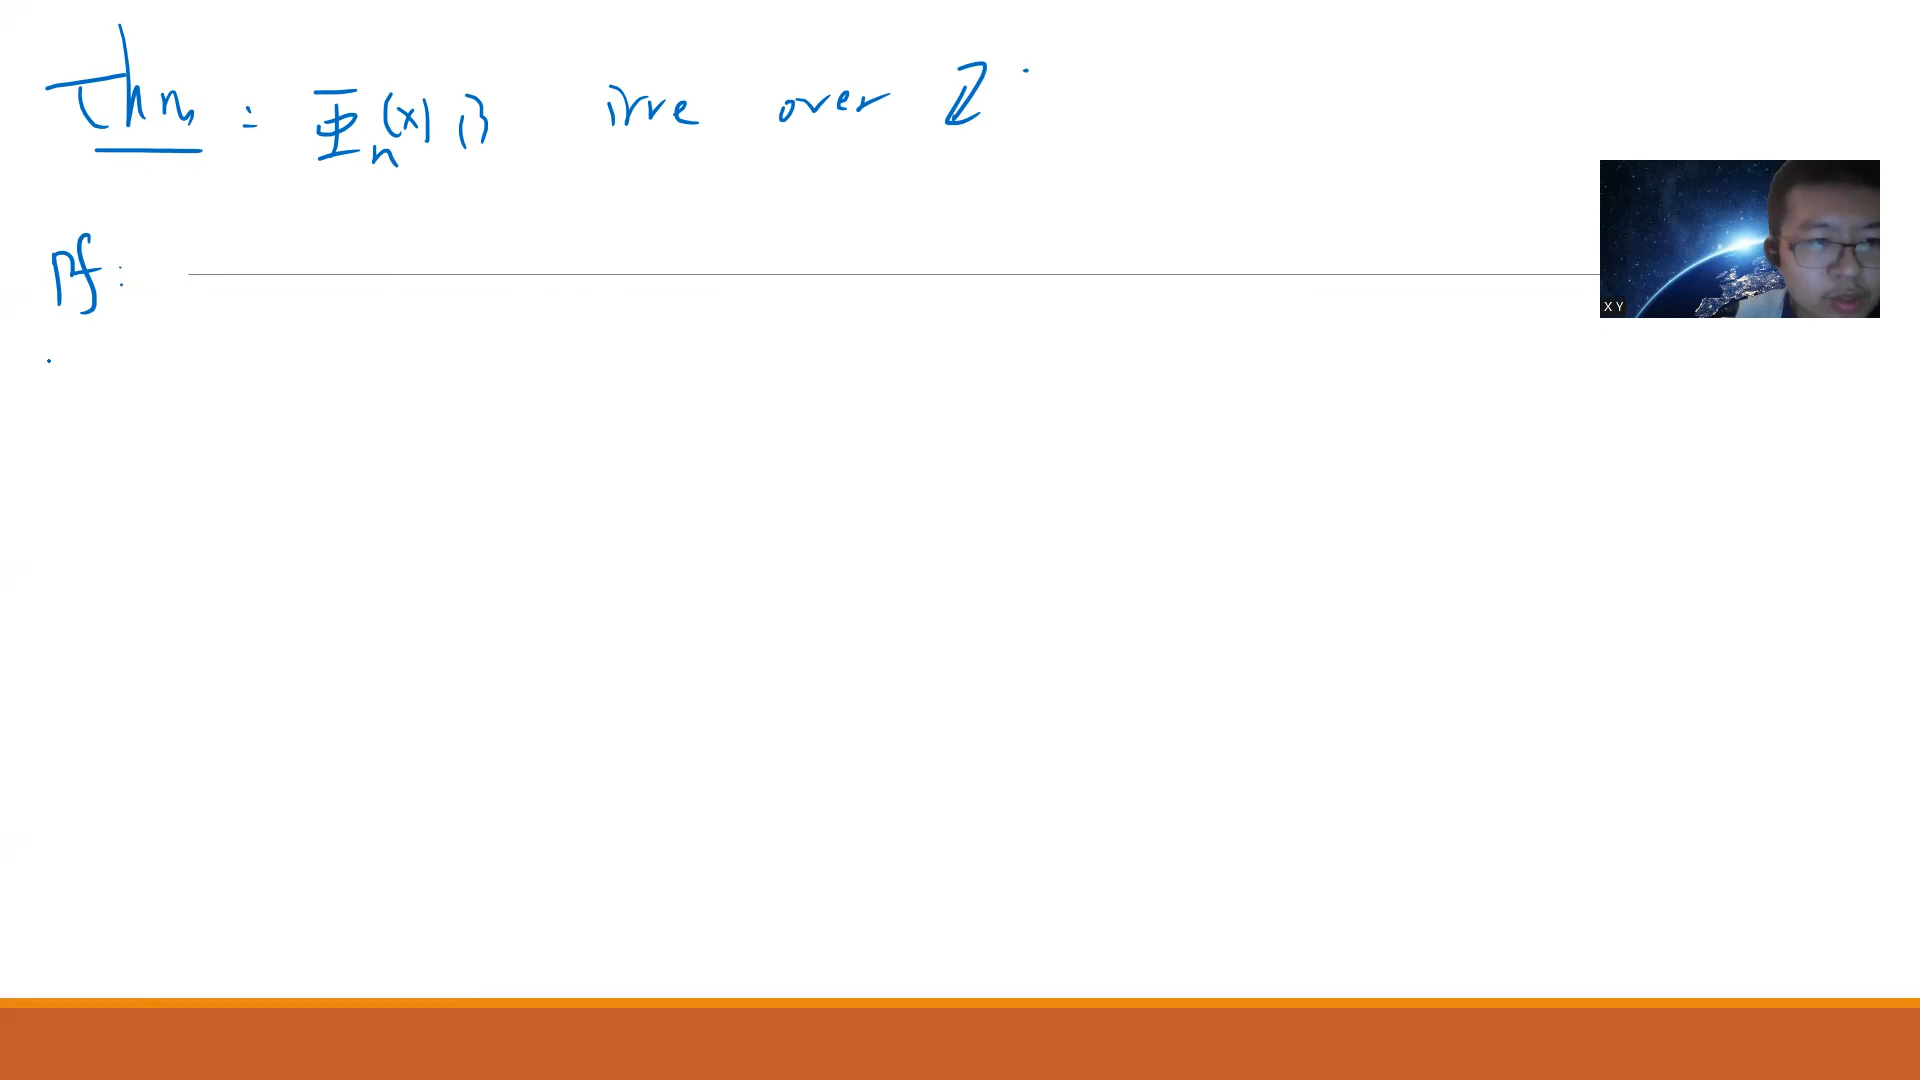 Thm : Φn(x) is irre over ℤ.
Pf :
X Y